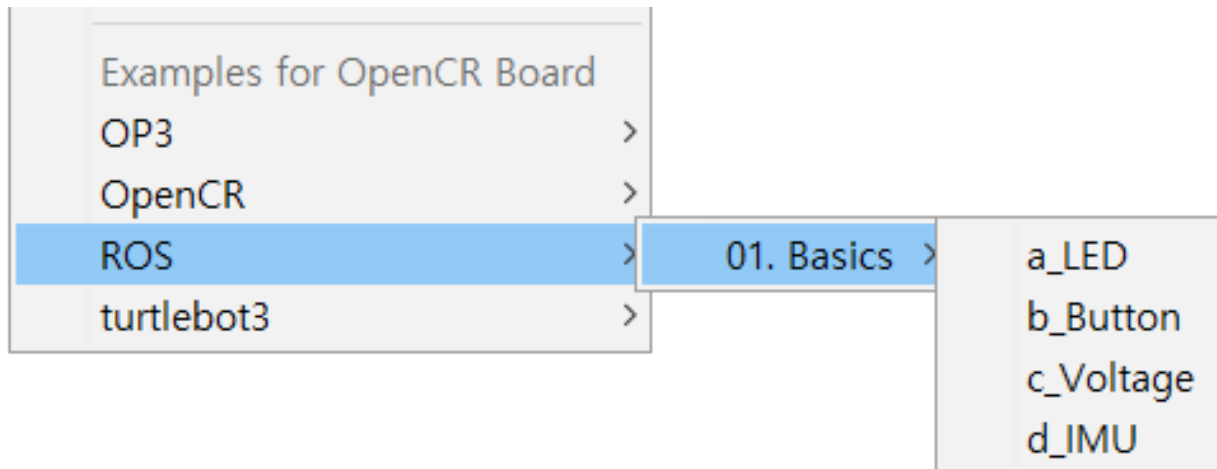 Examples for OpenCR Board
OP3
OpenCR
ROS
turtlebot3
01. Basics
a_LED
b_Button
c_Voltage
d_IMU